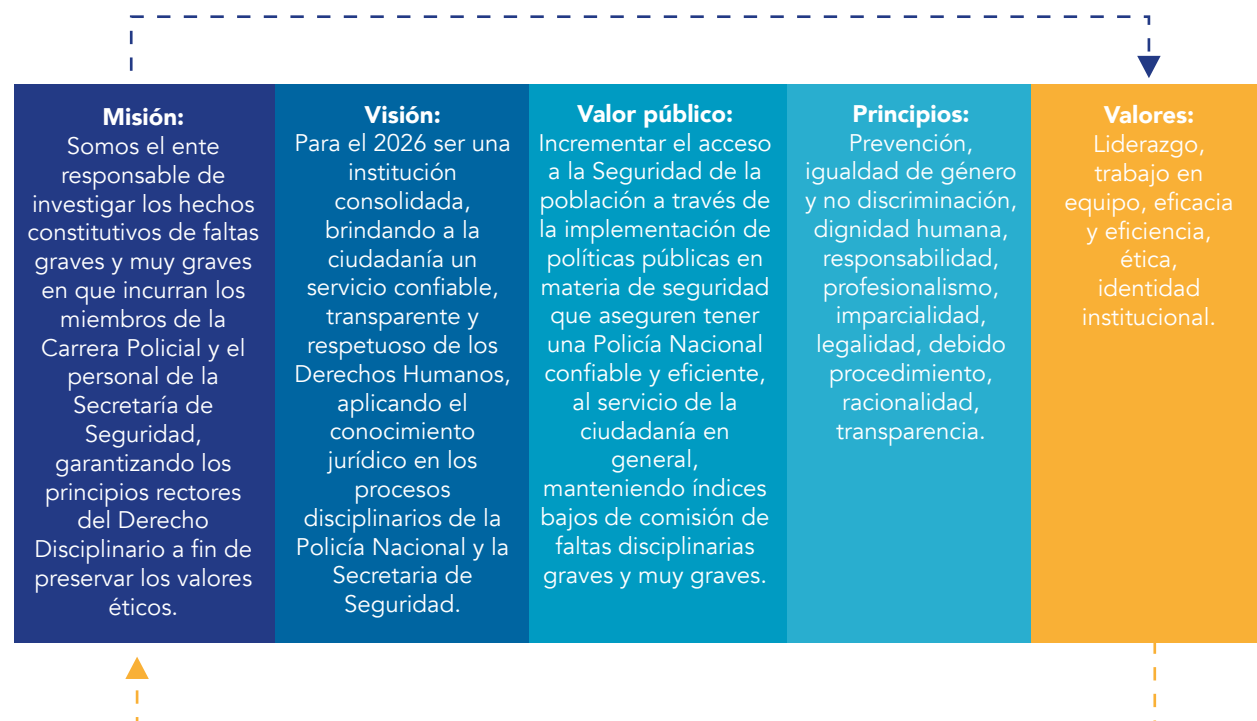 Misión:
Somos el ente
responsable de
investigar los hechos
constitutivos de faltas
graves y muy graves
en que incurran los
miembros de la
Carrera Policial y el
personal de la
Secretaría de
Seguridad,
garantizando los
principios rectores
del Derecho
Disciplinario a fin de
preservar los valores
éticos.
Visión:
Para el 2026 ser una
institución
consolidada,
brindando a la
ciudadanía un
servicio confiable,
transparente y
respetuoso de los
Derechos Humanos,
aplicando el
conocimiento
jurídico en los
procesos
disciplinarios de la
Policía Nacional y la
Secretaria de
Seguridad.
Valor público:
Incrementar el acceso
a la Seguridad de la
población a través de
la implementación de
políticas públicas en
materia de seguridad
que aseguren tener
una Policía Nacional
confiable y eficiente,
al servicio de la
ciudadanía en
general,
manteniendo índices
bajos de comisión de
faltas disciplinarias
graves y muy graves.
Principios:
Prevención,
igualdad de género
y no discriminación,
dignidad humana,
responsabilidad,
profesionalismo,
imparcialidad,
legalidad, debido
procedimiento,
racionalidad,
transparencia.
Valores:
Liderazgo,
trabajo en
equipo, eficacia
y eficiencia,
ética,
identidad
institucional.